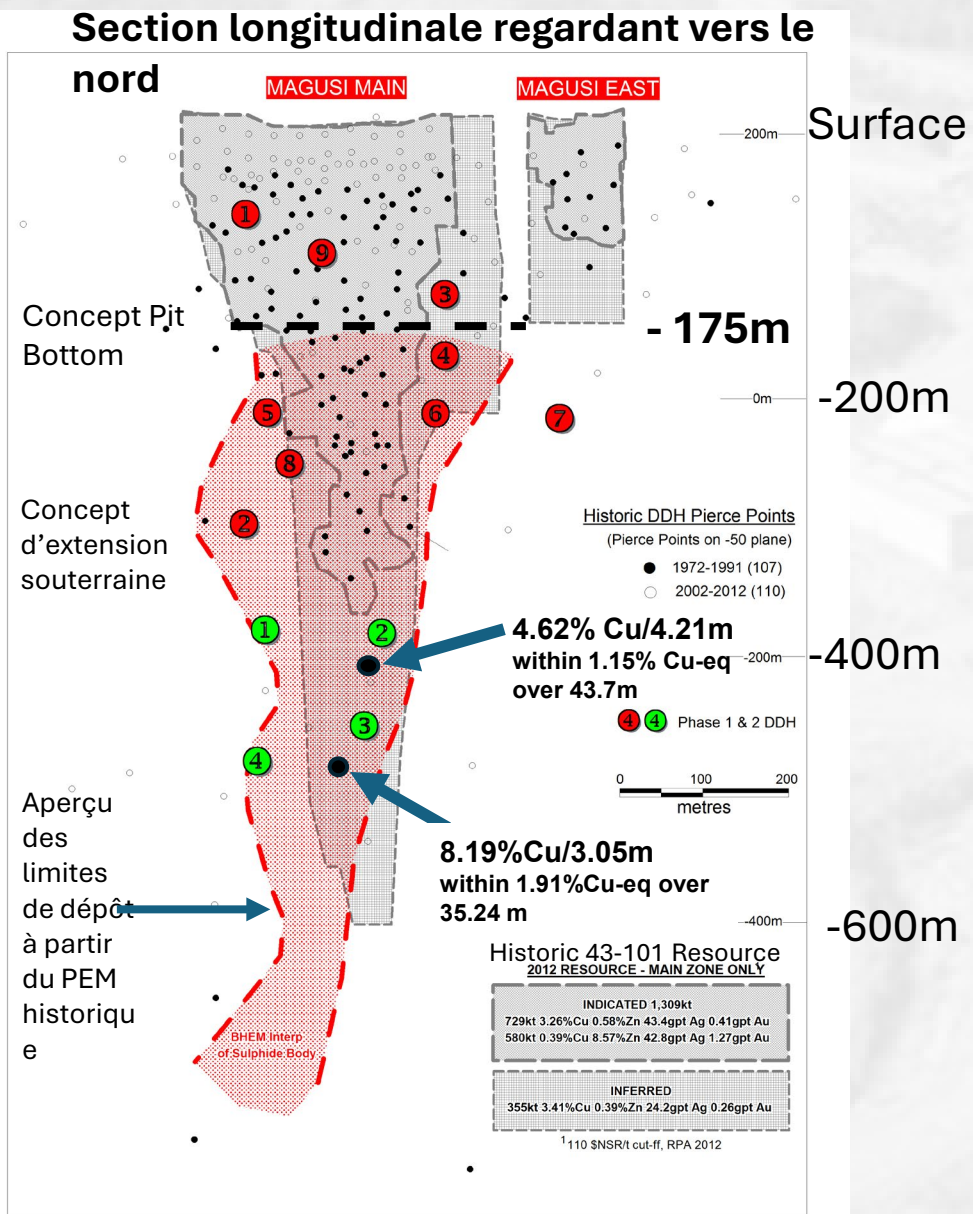 Section longitudinale regardant vers le
nord
MAGUSI MAIN
MAGUSI EAST
200m
Surface
1
9
3
Concept Pit
Bottom
- 175m
4
0m
-200m
5
6
7
8
2
Concept
d’extension
souterraine
Historic DDH Pierce Points
(Pierce Points on -50 plane)
1972-1991 (107)
2002-2012 (110)
1
2
4.62% Cu/4.21m
within 1.15% Cu-eq
over 43.7m
-200m
-400m
3
4 4 Phase 1 & 2 DDH
4
0 100 200
metres
Aperçu
des
limites
de dépôt
à partir
du PEM
historiqu
e
8.19%Cu/3.05m
within 1.91%Cu-eq over
35.24 m
-400m
-600m
Historic 43-101 Resource
2012 RESOURCE - MAIN ZONE ONLY
INDICATED 1,309kt
729kt 3.26%Cu 0.58%Zn 43.4gpt Ag 0.41gpt Au
580kt 0.39%Cu 8.57%Zn 42.8gpt Ag 1.27gpt Au
BHEM Interp
of Sulphide Body
INFERRED
355kt 3.41%Cu 0.39%Zn 24.2gpt Ag 0.26gpt Au
1 110 $NSR/t cut-ff, RPA 2012